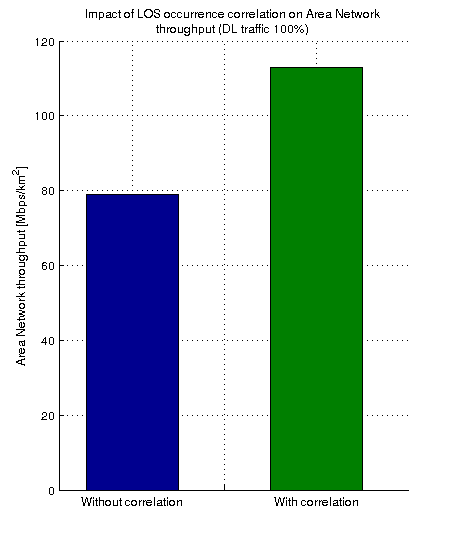 Impact of LOS occurrence correlation on Area Network
throughput (DL traffic 100%)
120
100
80
60
40
20
0
Area Network throughput [Mbps/km²]
Without correlation
With correlation